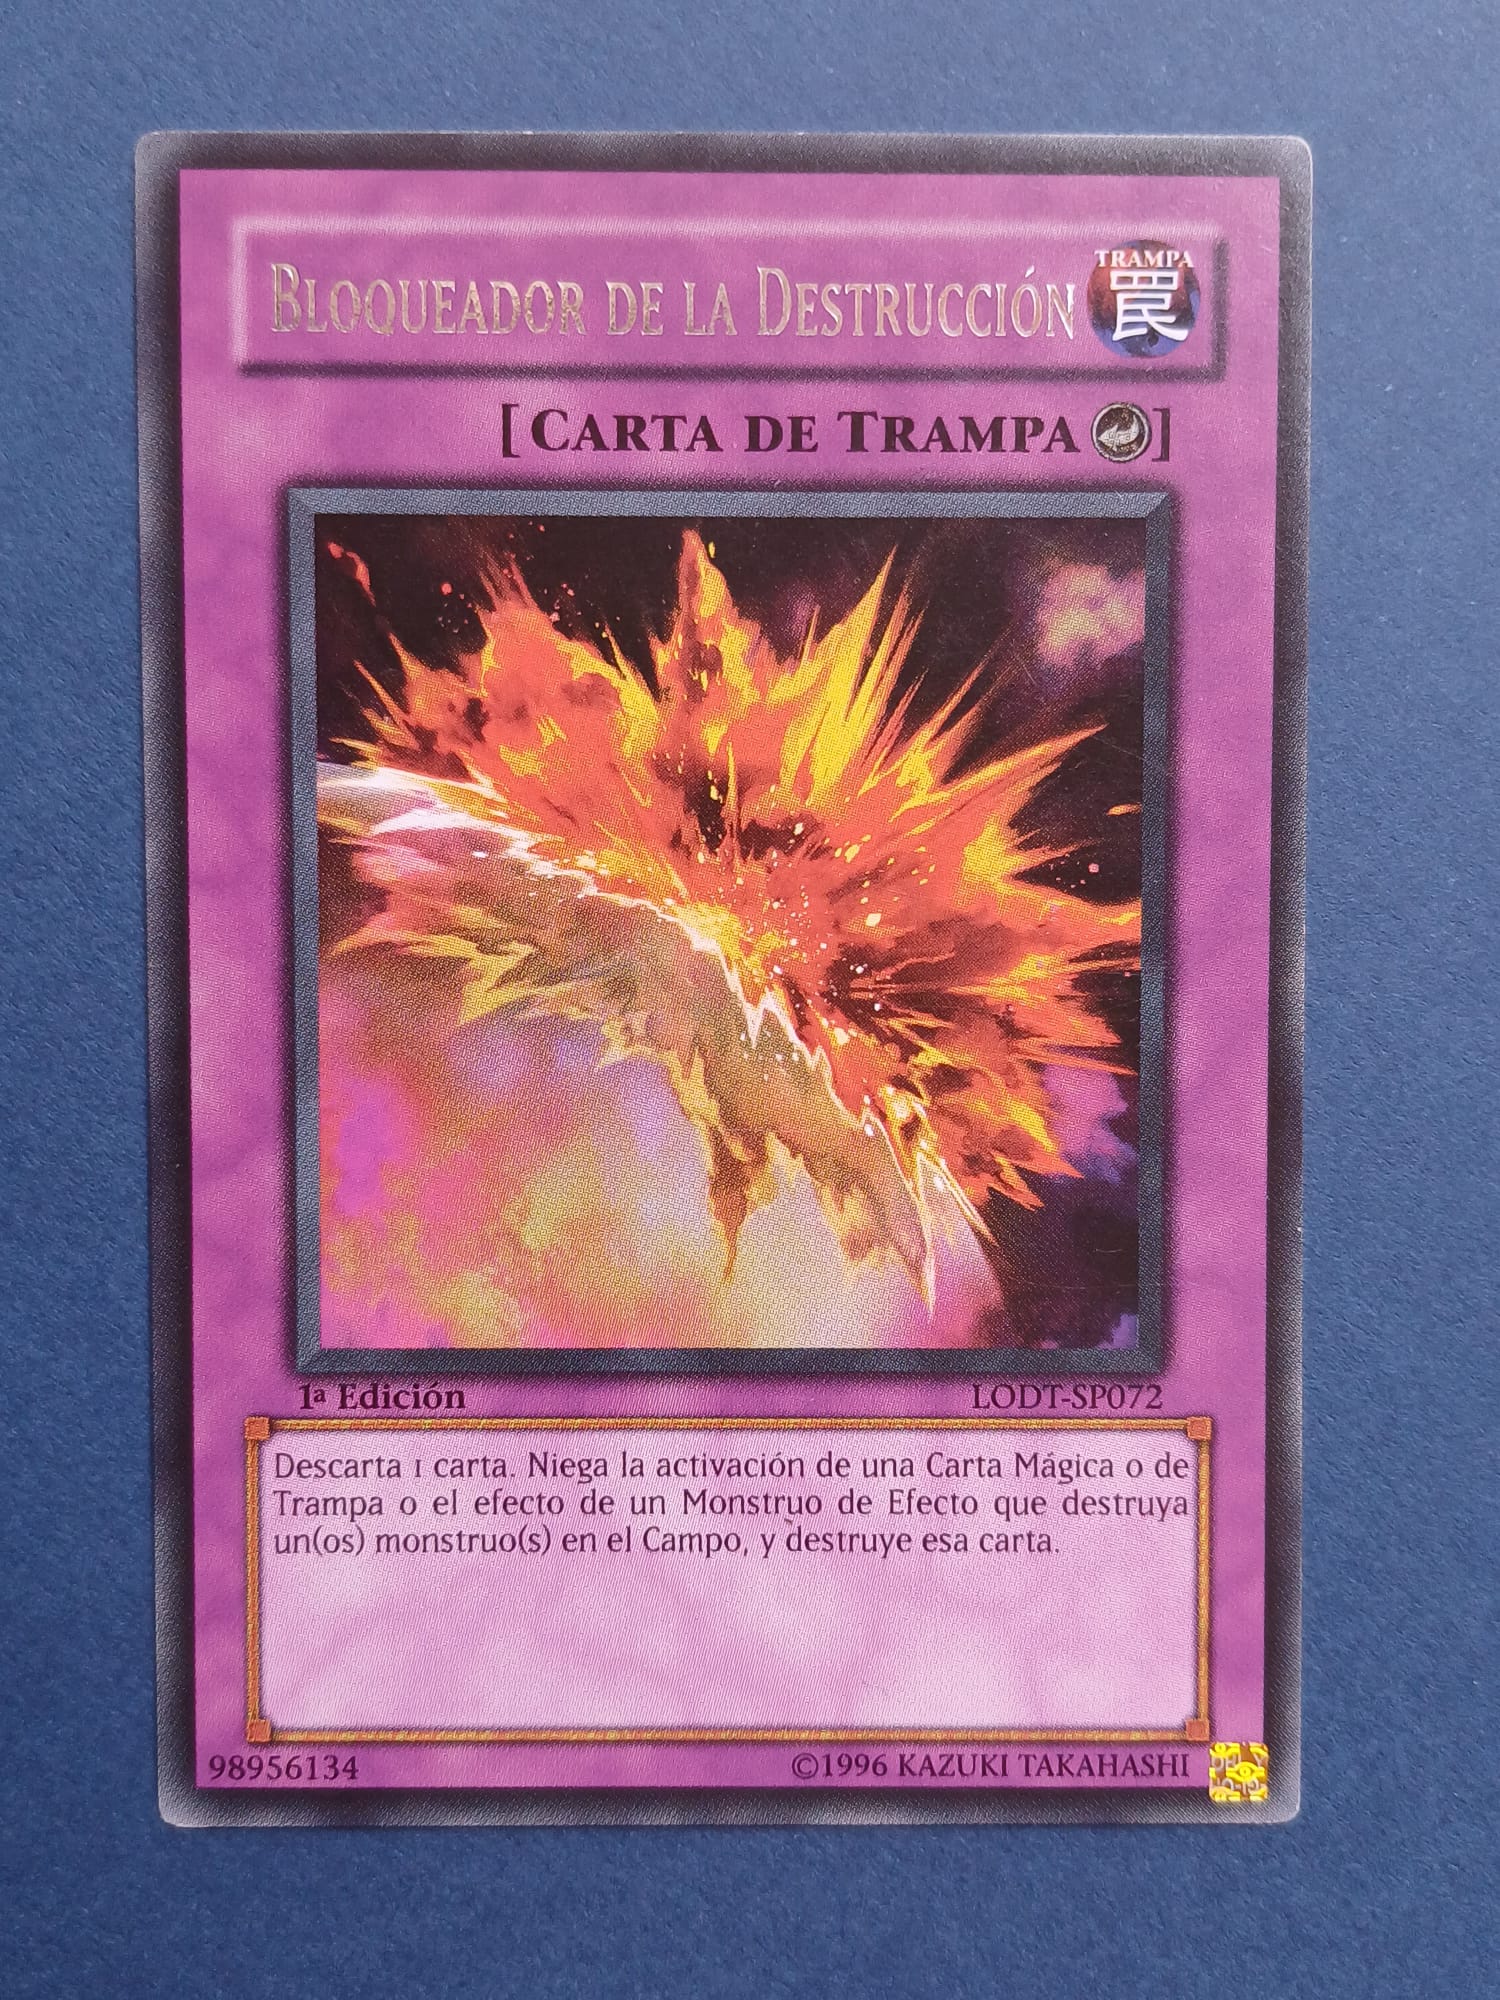 BLOQUEADOR DE LA DESTRUCCIÓN
TRAMPA
罠
[CARTA DE TRAMPA]
1ª Edición
LODT-SP072
Descarta 1 carta. Niega la activación de una Carta Mágica o de
Trampa o el efecto de un Monstruo de Efecto que destruya
un(os) monstruo(s) en el Campo, y destruye esa carta.
98956134
©1996 KAZUKI TAKAHASHI